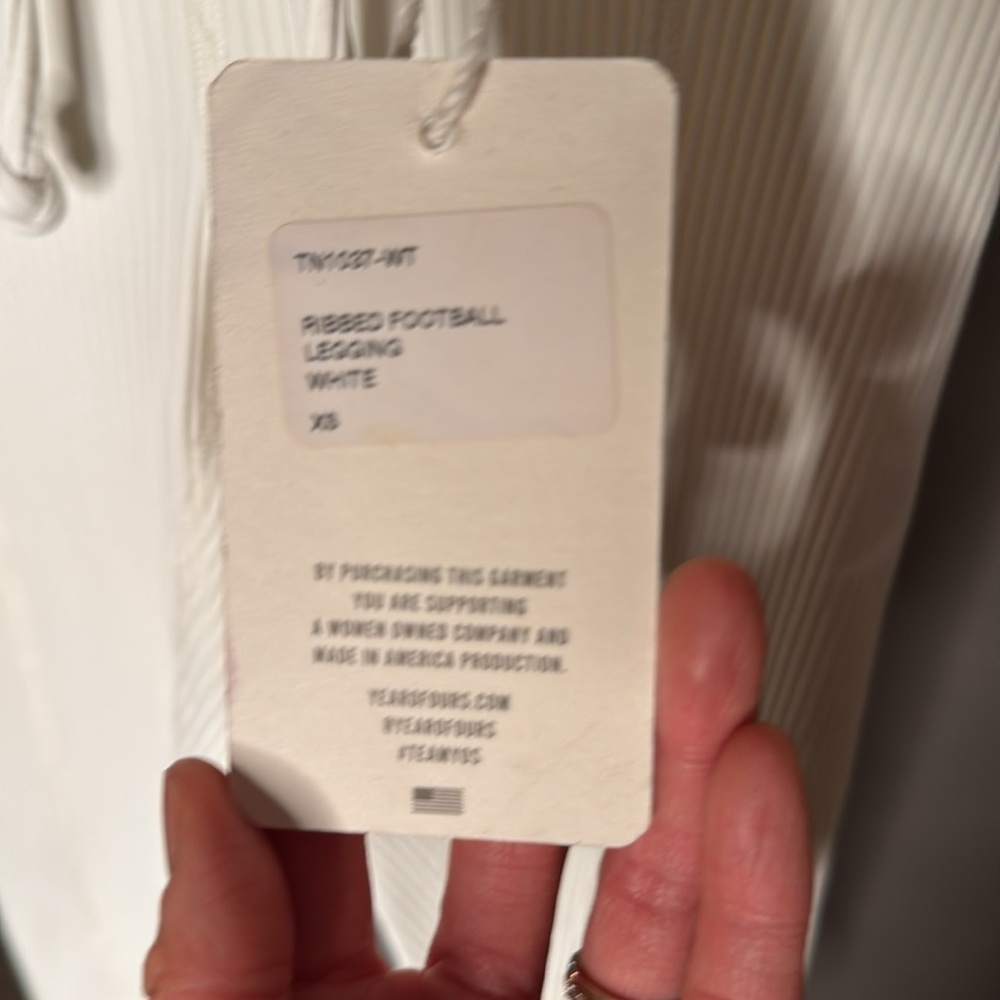 TN1037-WT
RIBBED FOOTBALL
LEGGING
WHITE
XS
BY PURCHASING THIS GARMENT
YOU ARE SUPPORTING
A WOMEN OWNED COMPANY AND
MADE IN AMERICA PRODUCTION.
YEAROFOURS.COM
@YEAROFOURS
#TEAMYOS